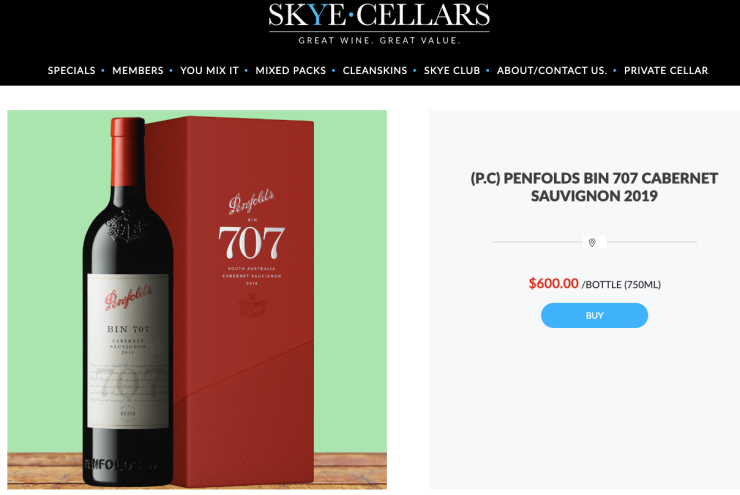 SKYE·CELLARS
GREAT WINE. GREAT VALUE.
SPECIALS • MEMBERS • YOU MIX IT • MIXED PACKS • CLEANSKINS • SKYE CLUB • ABOUT/CONTACT US. • PRIVATE CELLAR
Penfolds
BIN
707
SOUTH AUSTRALIA
CABERNET SAUVIGNON
2019
Penfolds
BIN 707
CABERNET
SAUVIGNON
2019
707
PENFOLDS
(P.C) PENFOLDS BIN 707 CABERNET
SAUVIGNON 2019
$600.00 /BOTTLE (750ML)
BUY